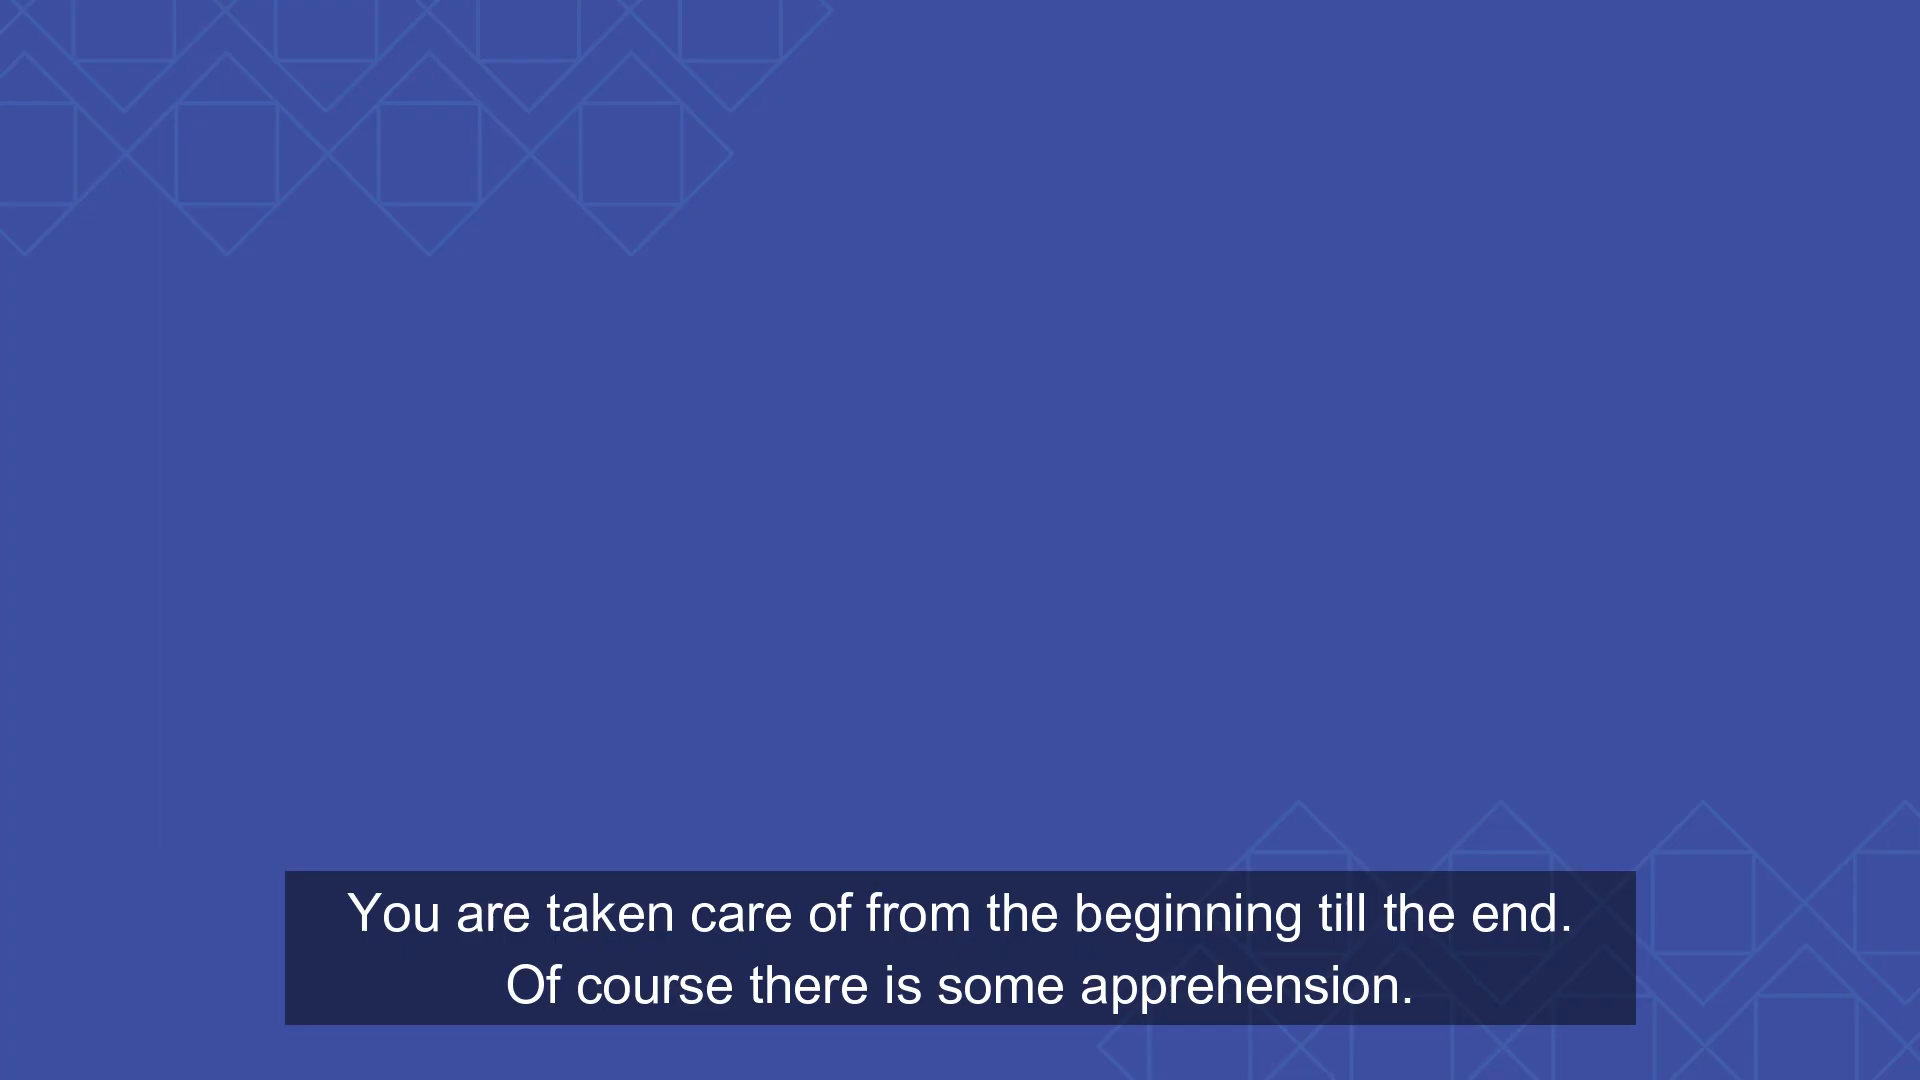 You are taken care of from the beginning till the end.
Of course there is some apprehension.